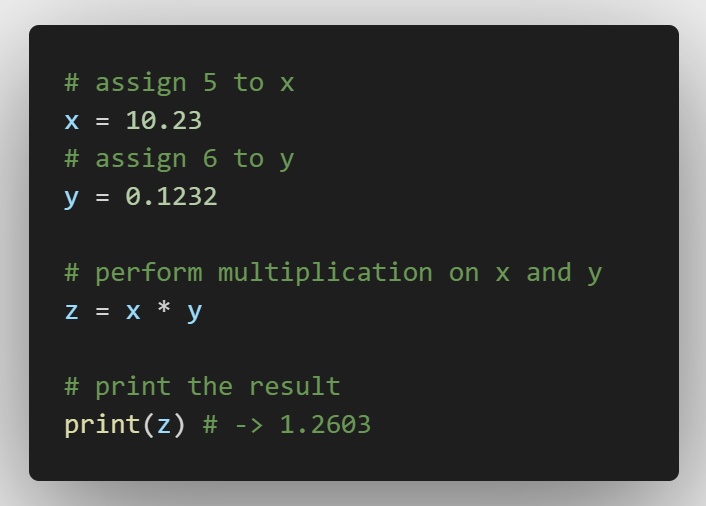 # assign 5 to x
x = 10.23
# assign 6 to y
y = 0.1232
# perform multiplication on x and y
z = x * y
# print the result
print(z) # -> 1.2603